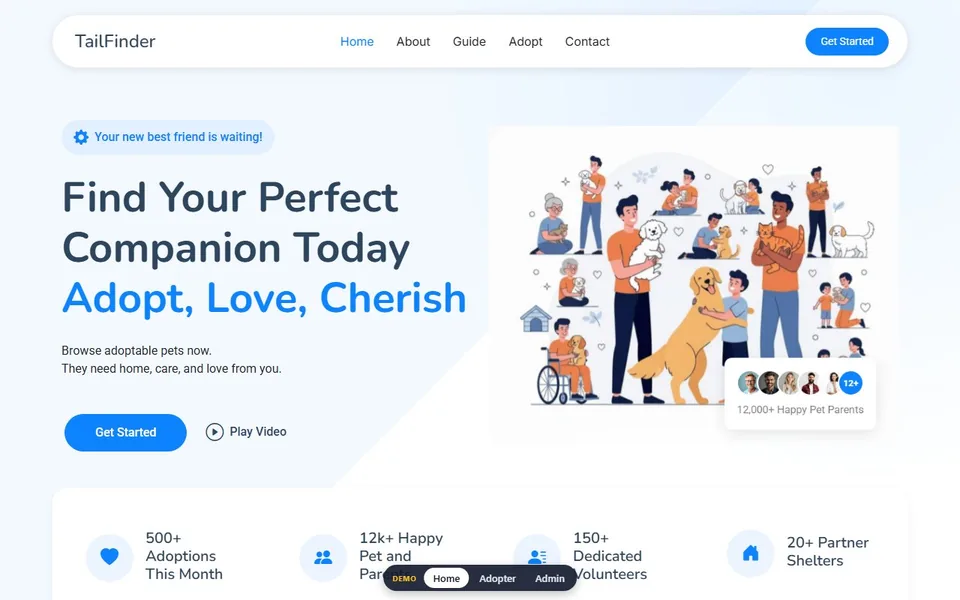 TailFinder
Home
About
Guide
Adopt
Contact
Get Started
Your new best friend is waiting!
Find Your Perfect
Companion Today
Adopt, Love, Cherish
Browse adoptable pets now.
They need home, care, and love from you.
Get Started
Play Video
12+
12,000+ Happy Pet Parents
500+
Adoptions
This Month
12k+ Happy
Pet and
150+
Dedicated
Volunteers
20+ Partner
Shelters
DEMO
Home
Adopter
Admin